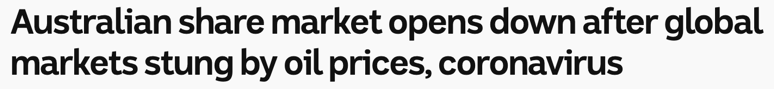 Australian share market opens down after global
markets stung by oil prices, coronavirus